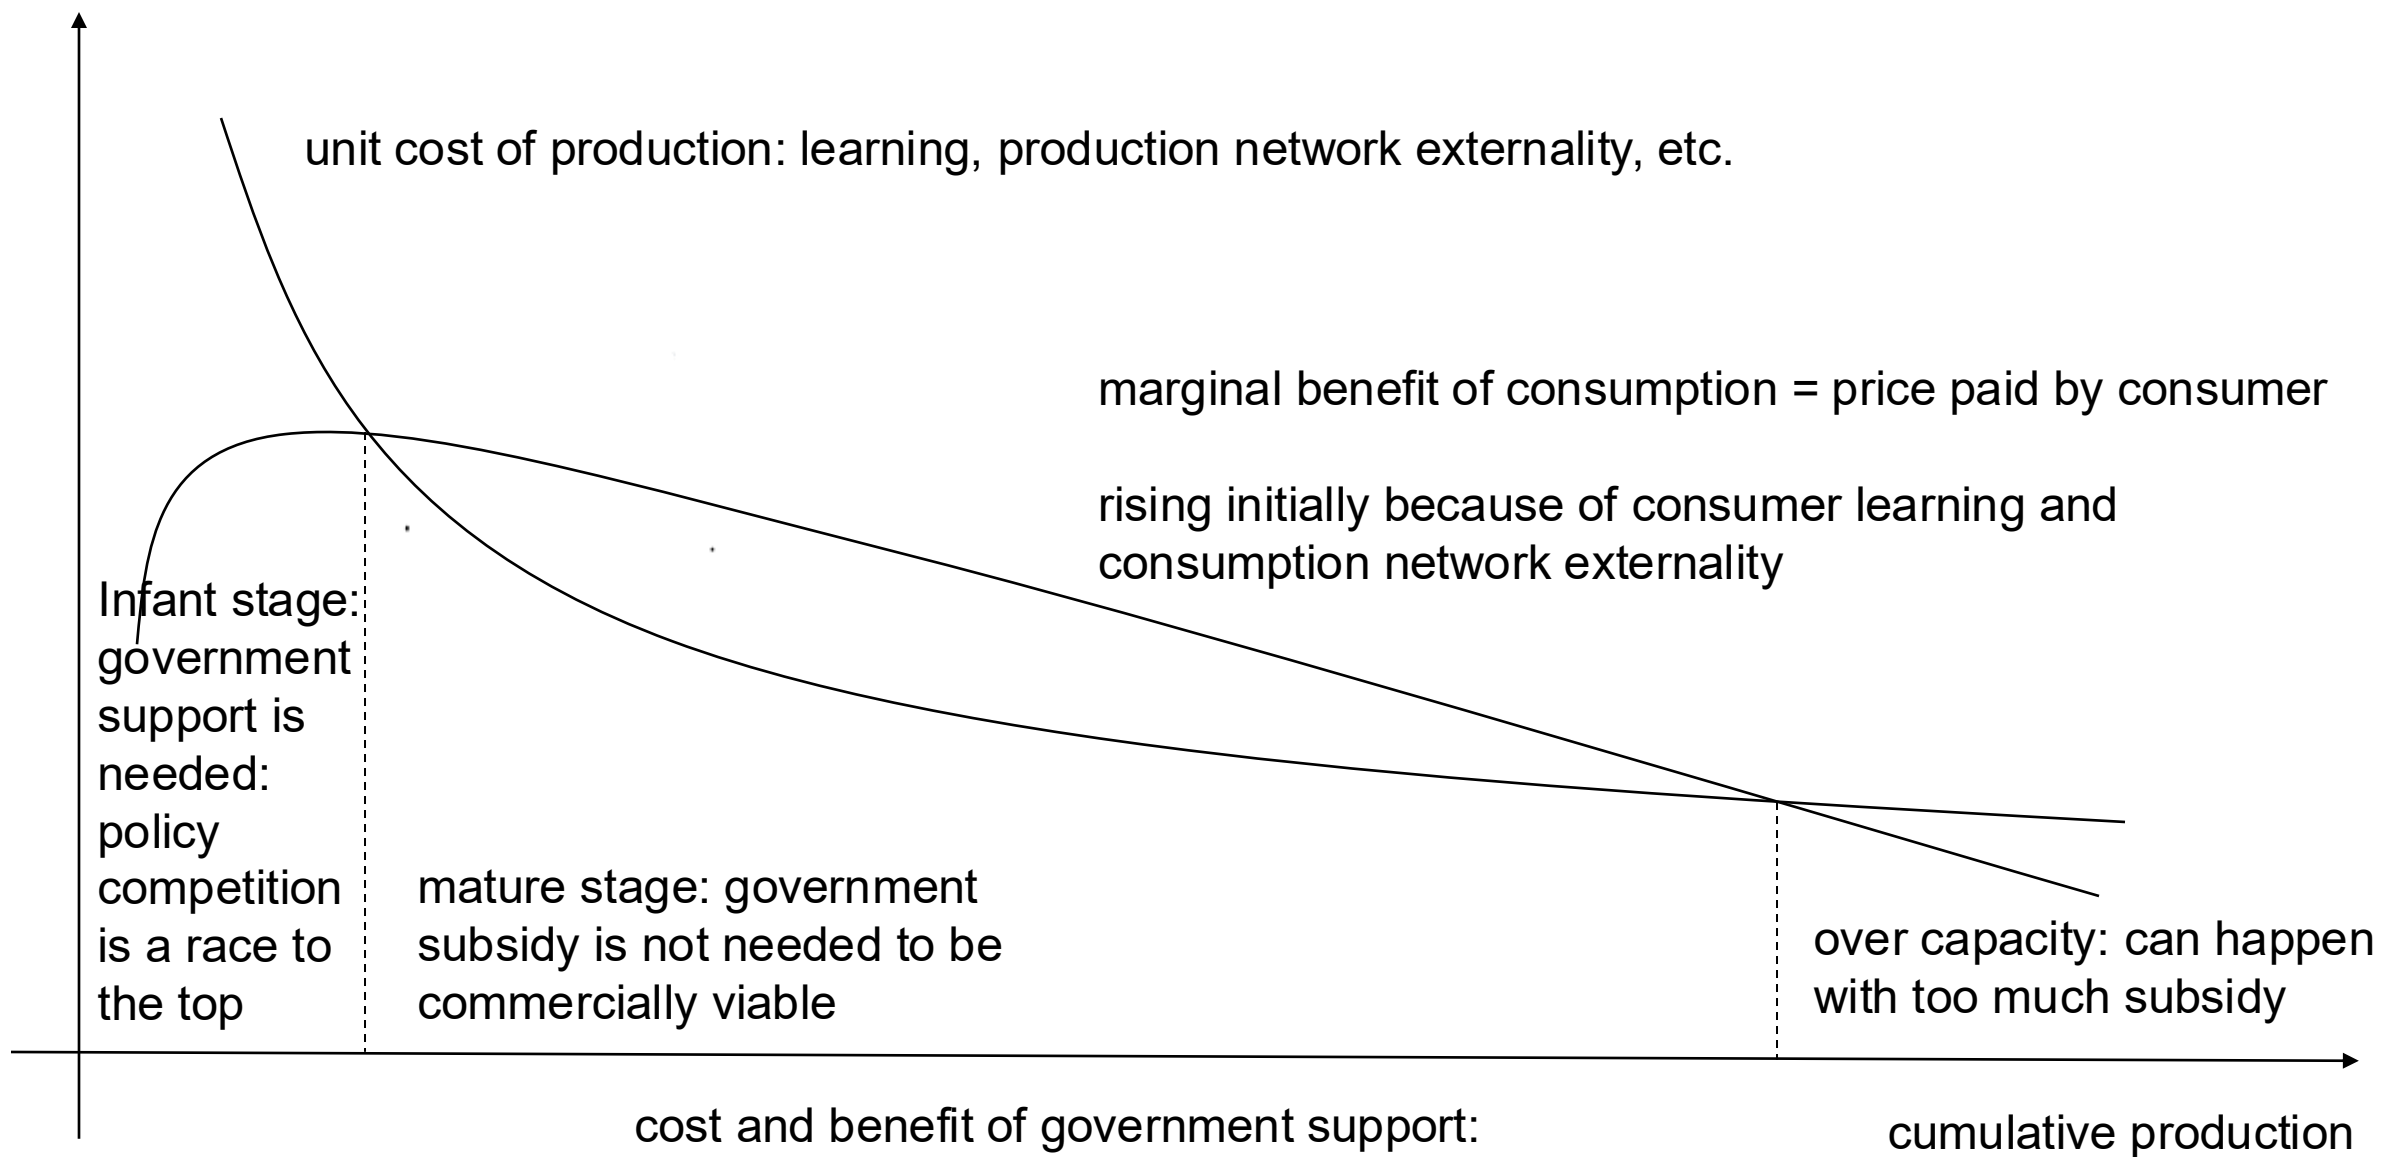 unit cost of production: learning, production network externality, etc.
marginal benefit of consumption = price paid by consumer
rising initially because of consumer learning and
consumption network externality
Infant stage:
government
support is
needed:
policy
competition
is a race to
the top
mature stage: government
subsidy is not needed to be
commercially viable
over capacity: can happen
with too much subsidy
cost and benefit of government support:
cumulative production